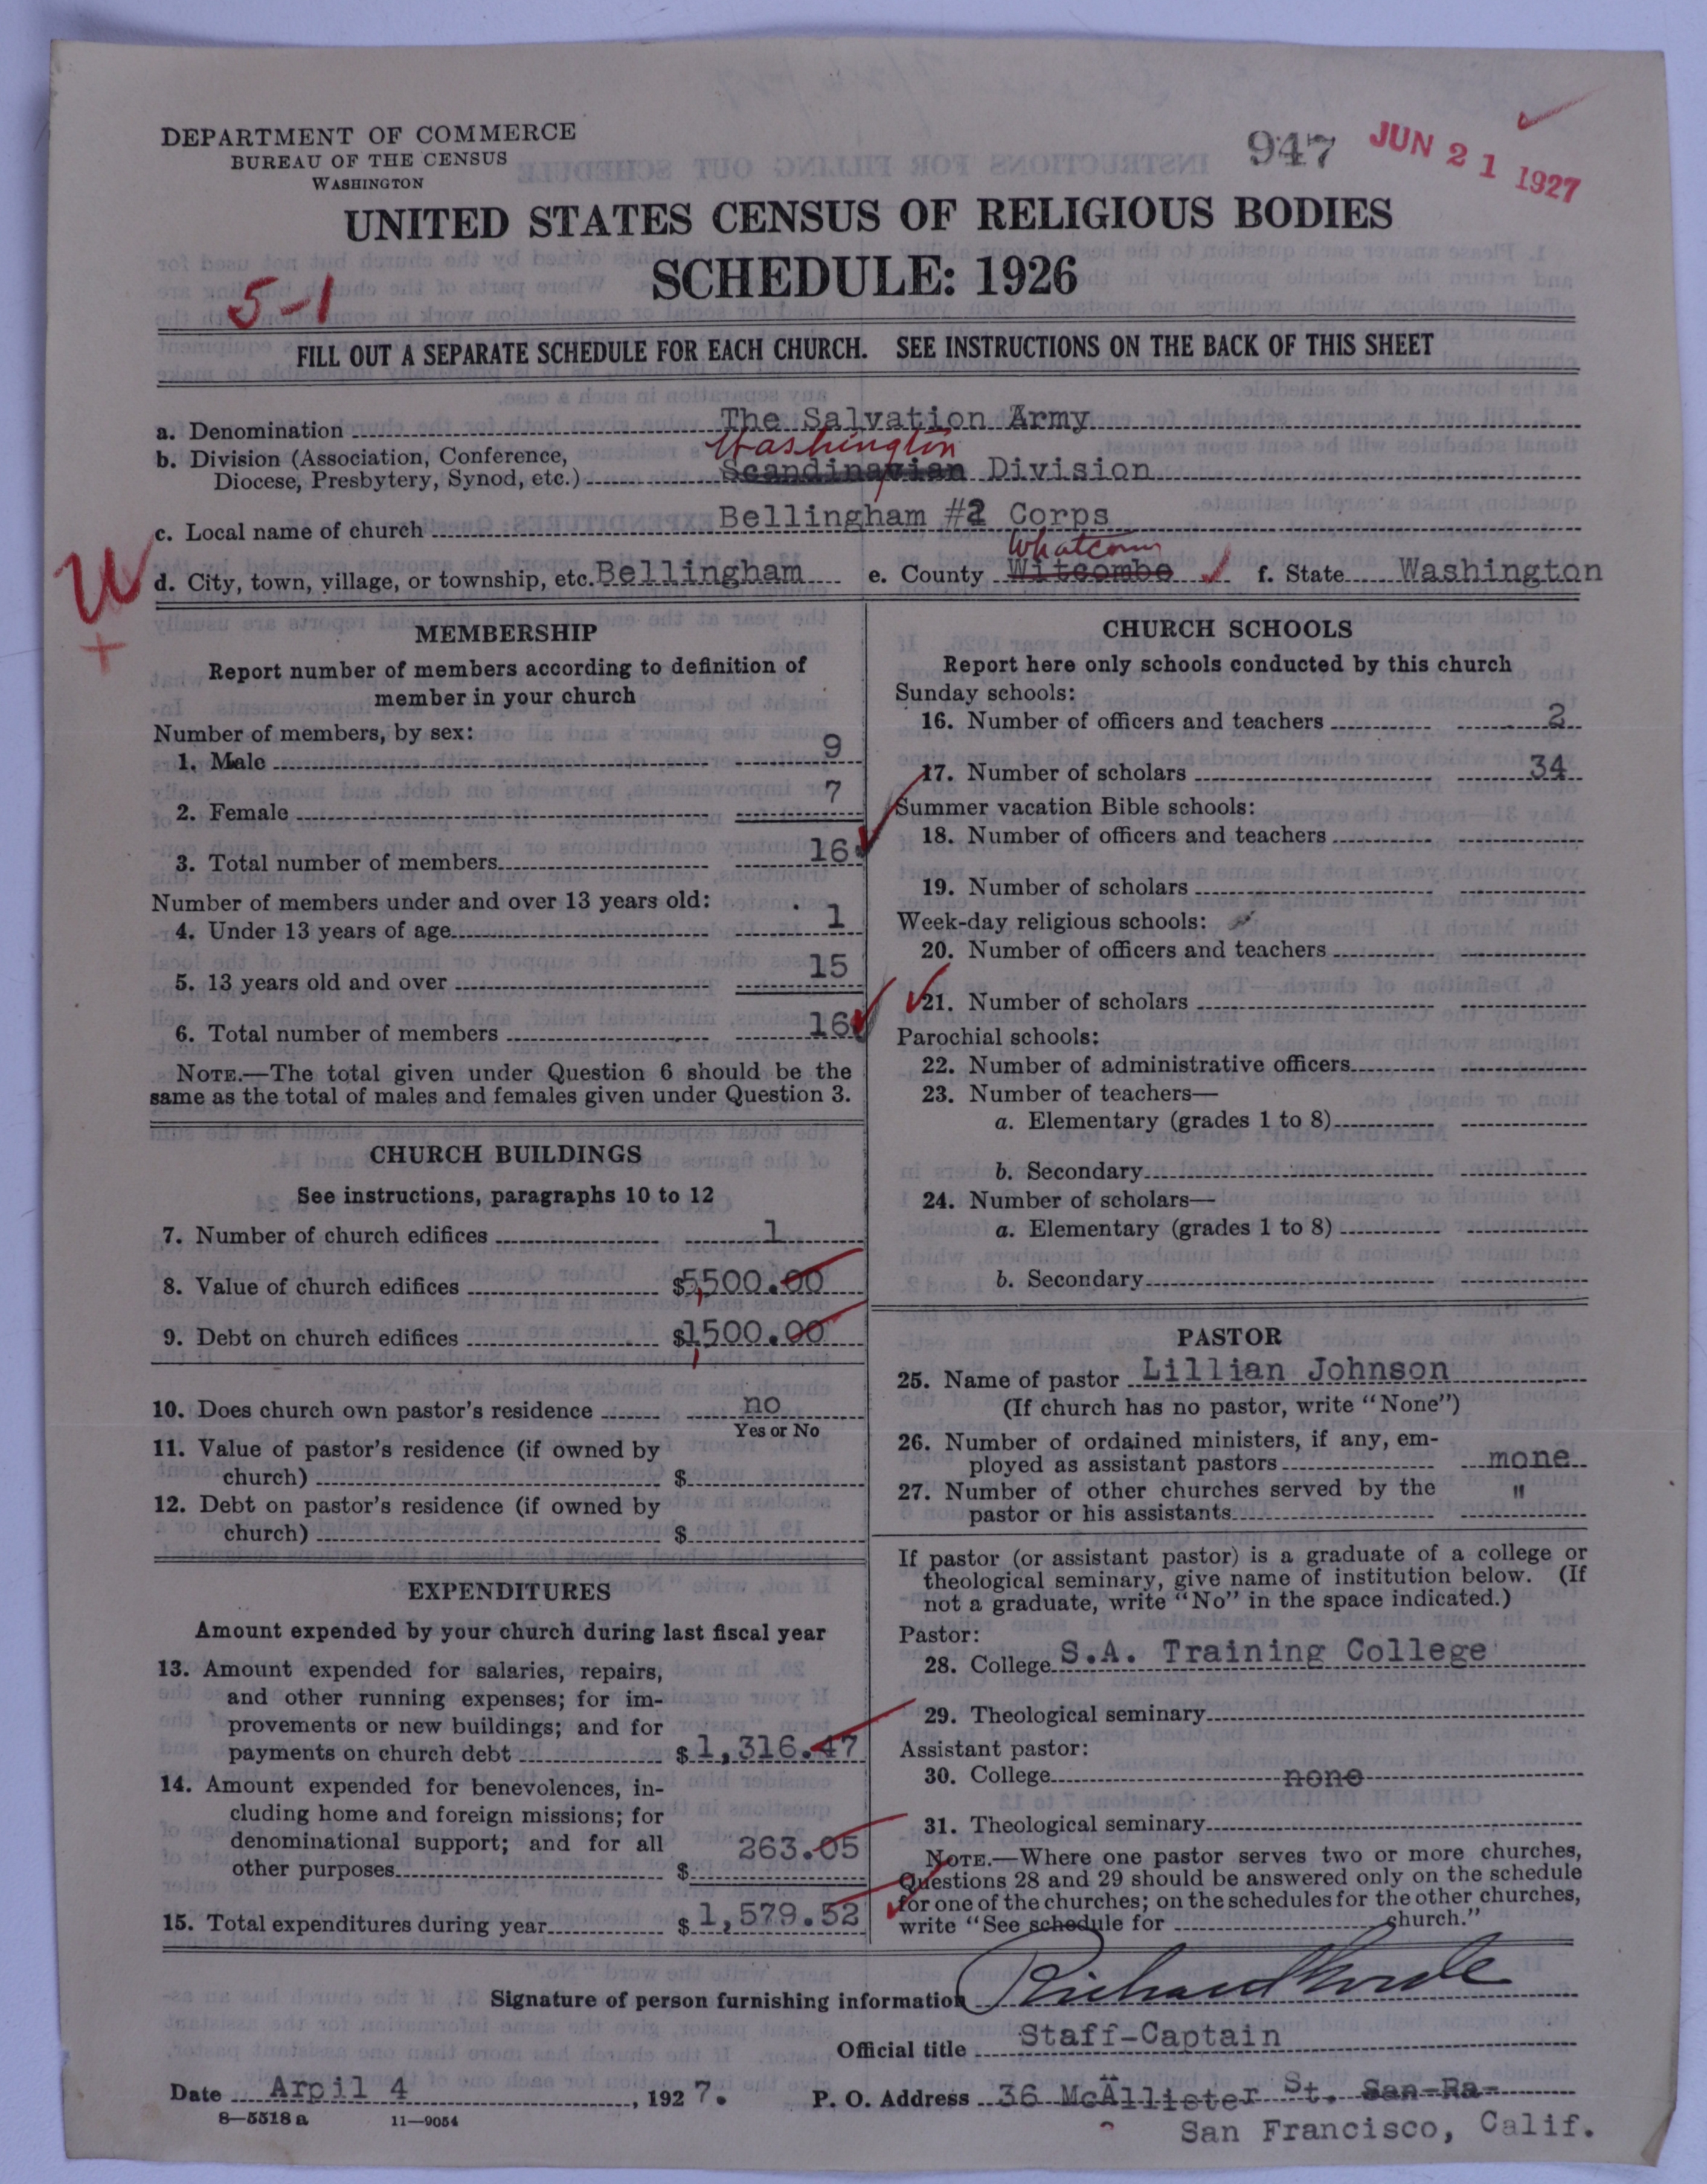 DEPARTMENT OF COMMERCE
BUREAU OF THE CENSUS
WASHINGTON
947
JUN 21 1927
UNITED STATES CENSUS OF RELIGIOUS BODIES
SCHEDULE: 1926
5-1
FILL OUT A SEPARATE SCHEDULE FOR EACH CHURCH. SEE INSTRUCTIONS ON THE BACK OF THIS SHEET
a. Denomination The Salvation Army
Washington
b. Division (Association, Conference,
Diocese, Presbytery, Synod, etc.) Scandinavian Division
c. Local name of church Bellingham #2 Corps
Whatcom
d. City, town, village, or township, etc. Bellingham e. County Witcombe f. State Washington
U
+
MEMBERSHIP
Report number of members according to definition of
member in your church
Number of members, by sex:
1. Male 9
2. Female 7
3. Total number of members 16
Number of members under and over 13 years old:
4. Under 13 years of age 1
5. 13 years old and over 15
6. Total number of members 16
NOTE.—The total given under Question 6 should be the
same as the total of males and females given under Question 3.
CHURCH BUILDINGS
See instructions, paragraphs 10 to 12
7. Number of church edifices 1
8. Value of church edifices $5,500.00
9. Debt on church edifices $1,500.00
10. Does church own pastor's residence no
Yes or No
11. Value of pastor's residence (if owned by
church) $
12. Debt on pastor's residence (if owned by
church) $
EXPENDITURES
Amount expended by your church during last fiscal year
13. Amount expended for salaries, repairs,
and other running expenses; for im-
provements or new buildings; and for
payments on church debt $1,316.47
14. Amount expended for benevolences, in-
cluding home and foreign missions; for
denominational support; and for all
other purposes $ 263.05
15. Total expenditures during year $1,579.52
CHURCH SCHOOLS
Report here only schools conducted by this church
Sunday schools:
16. Number of officers and teachers 2
17. Number of scholars 34
Summer vacation Bible schools:
18. Number of officers and teachers
19. Number of scholars
Week-day religious schools:
20. Number of officers and teachers
21. Number of scholars
Parochial schools:
22. Number of administrative officers
23. Number of teachers—
a. Elementary (grades 1 to 8)
b. Secondary
24. Number of scholars—
a. Elementary (grades 1 to 8)
b. Secondary
PASTOR
25. Name of pastor Lillian Johnson
(If church has no pastor, write "None")
26. Number of ordained ministers, if any, em-
ployed as assistant pastors mone
27. Number of other churches served by the
pastor or his assistants "
If pastor (or assistant pastor) is a graduate of a college or
theological seminary, give name of institution below. (If
not a graduate, write "No" in the space indicated.)
Pastor:
28. College S.A. Training College
29. Theological seminary
Assistant pastor:
30. College none
31. Theological seminary
NOTE.—Where one pastor serves two or more churches,
Questions 28 and 29 should be answered only on the schedule
for one of the churches; on the schedules for the other churches,
write "See schedule for church."
Signature of person furnishing information Richard
Official title Staff-Captain
Date Arpil 4, 1927. P. O. Address 36 McAllister St. San-Ra-
San Francisco, Calif.
8—5518a 11—9054